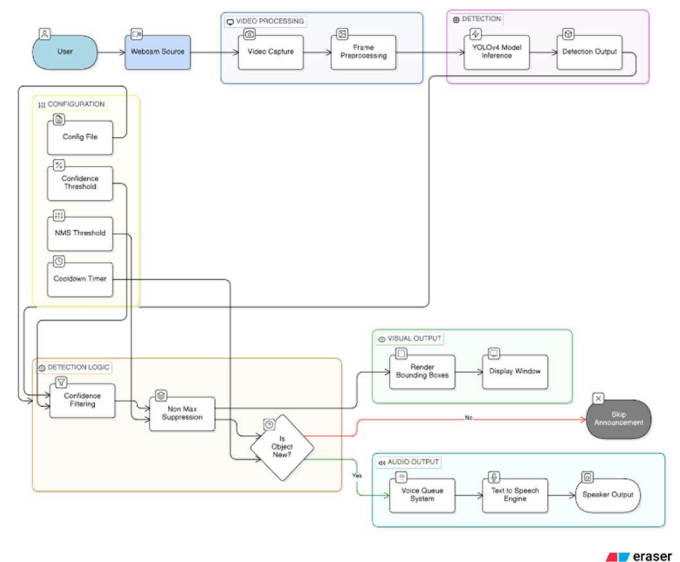 VIDEO PROCESSING
DETECTION
User
Webcam Source
Video Capture
Frame
Preprocessing
YOLOv4 Model
Inference
Detection Output
CONFIGURATION
Config File
Confidence
Threshold
NMS Threshold
Cooldown Timer
DETECTION LOGIC
Confidence
Filtering
Non Max
Suppression
Is
Object
New?
VISUAL OUTPUT
Render
Bounding Boxes
Display Window
No
Skip
Announcement
Yes
AUDIO OUTPUT
Voice Queue
System
Text to Speech
Engine
Speaker Output
eraser